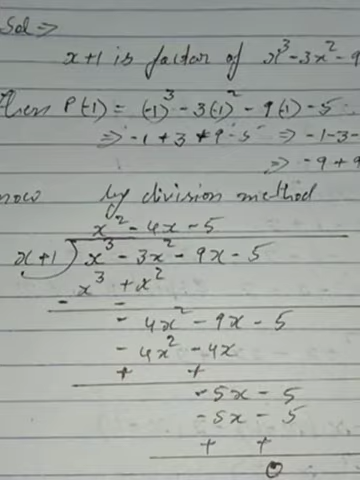 Sol ⇒
x+1 is factor of x³-3x²-9
then P(-1) = (-1)³ - 3(-1)² - 9(1) - 5
⇒ -1 + 3 + 9 - 5 ⇒ -1-3-
⇒ -9 + 9
now by division method
x² - 4x - 5
x+1 ) x³ - 3x² - 9x - 5
x³ + x²
- -
- 4x² - 9x - 5
- 4x² - 4x
+ +
-5x - 5
-5x - 5
+ +
0